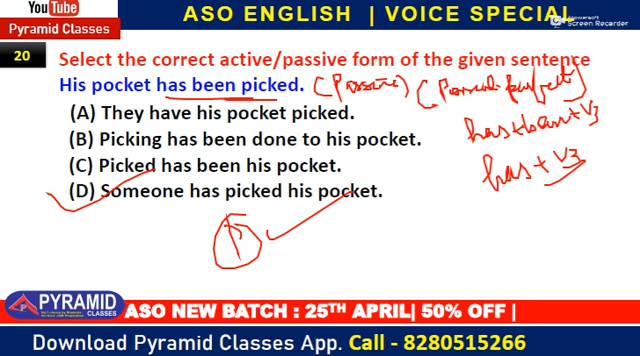 YouTube
Pyramid Classes
ASO ENGLISH | VOICE SPECIAL
Screen Recorder
20
Select the correct active/passive form of the given sentence
His pocket has been picked. (Passive) (Present perfect)
(A) They have his pocket picked.
has+been+V3
(B) Picking has been done to his pocket.
(C) Picked has been his pocket.
has + V3
(D) Someone has picked his pocket.
PYRAMID
CLASSES
ASO NEW BATCH : 25TH APRIL| 50% OFF |
Download Pyramid Classes App. Call - 8280515266